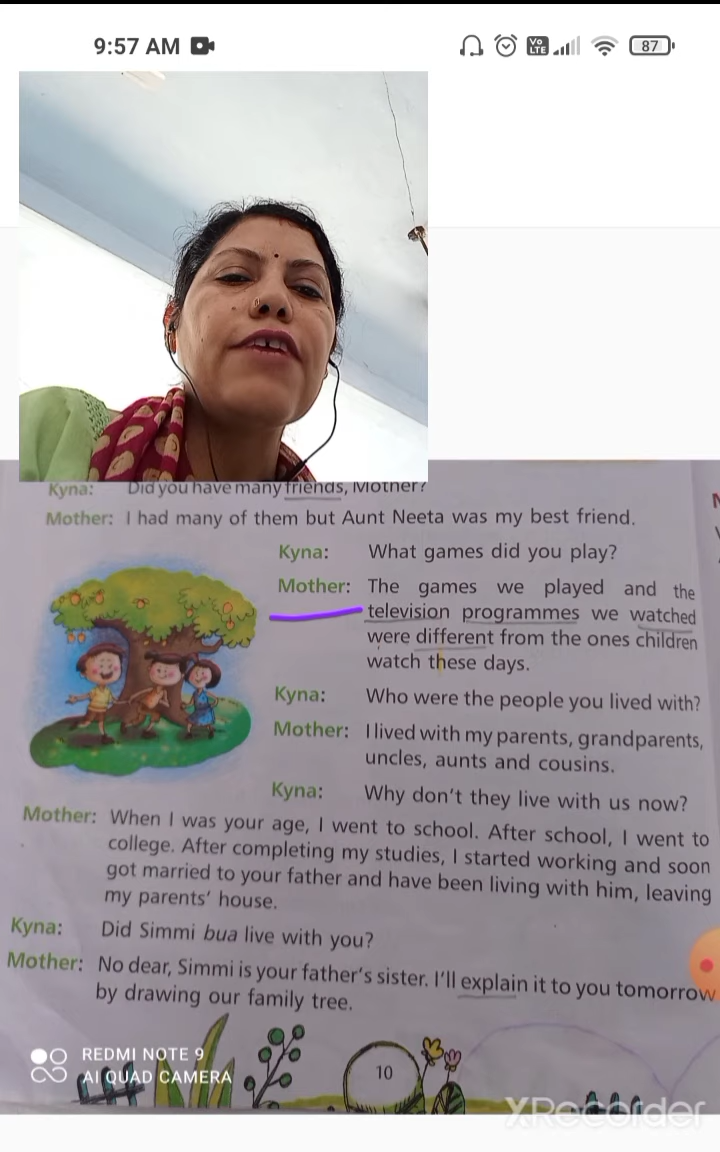 9:57 AM
Vo LTE
87
Kyna: Did you have many friends, Mother?
Mother: I had many of them but Aunt Neeta was my best friend.
Kyna: What games did you play?
Mother: The games we played and the
television programmes we watched
were different from the ones children
watch these days.
Kyna: Who were the people you lived with?
Mother: I lived with my parents, grandparents,
uncles, aunts and cousins.
Kyna: Why don't they live with us now?
Mother: When I was your age, I went to school. After school, I went to
college. After completing my studies, I started working and soon
got married to your father and have been living with him, leaving
my parents' house.
Kyna: Did Simmi bua live with you?
Mother: No dear, Simmi is your father's sister. I'll explain it to you tomorrow
by drawing our family tree.
REDMI NOTE 9
AI QUAD CAMERA
10
XRecorder